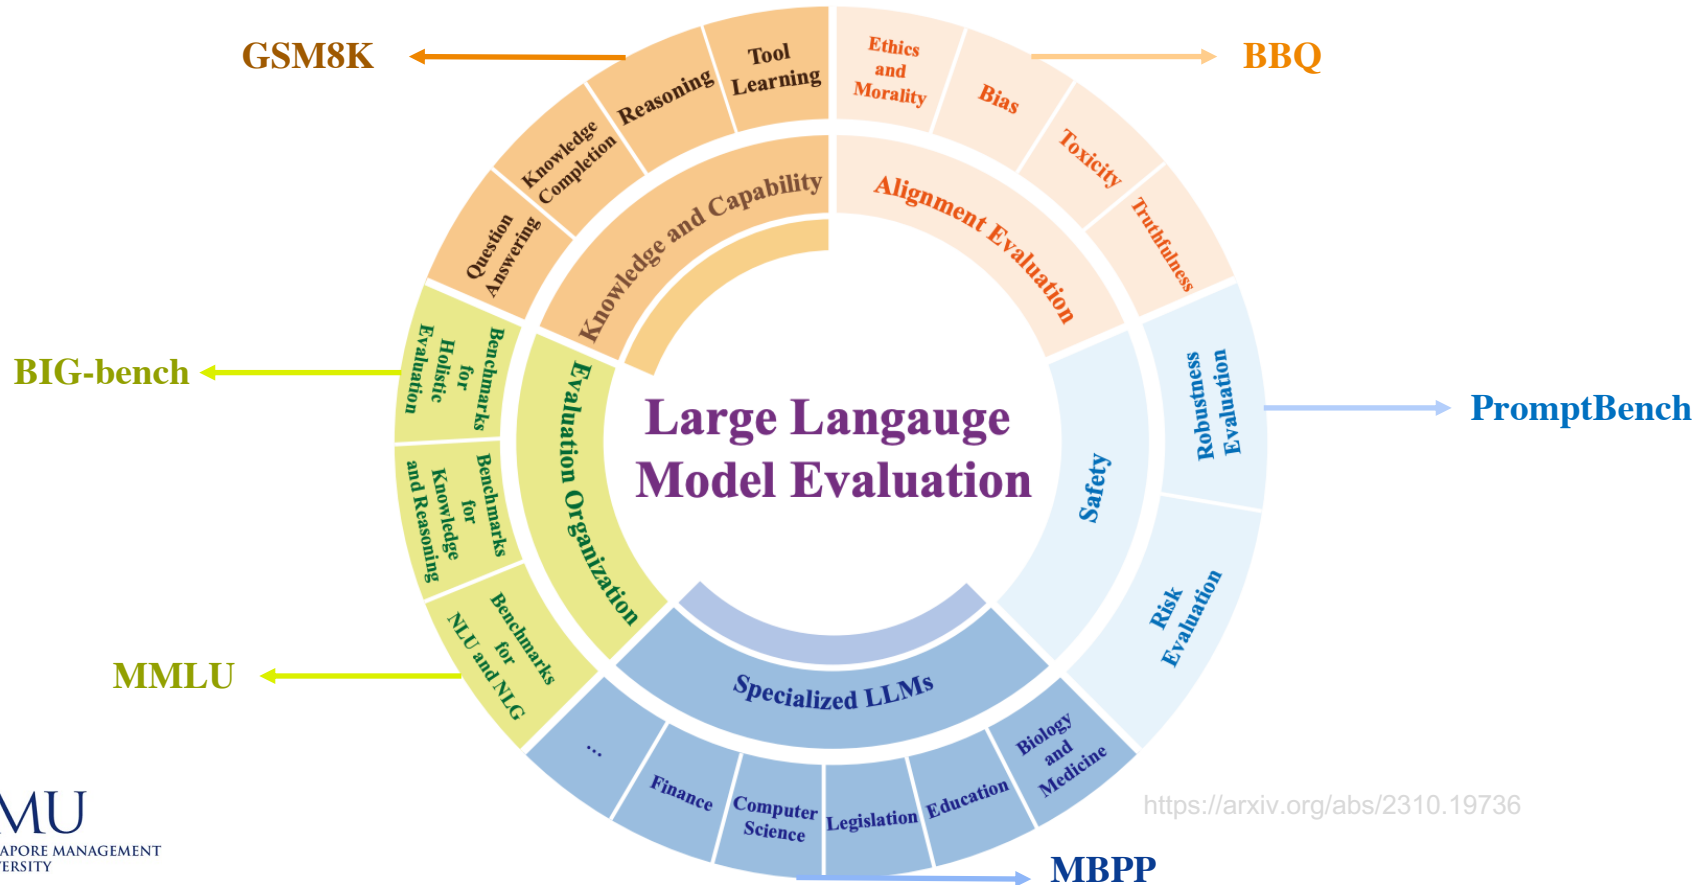 GSM8K
BBQ
Tool
Learning
Reasoning
Knowledge
Completion
Question
Answering
Knowledge and Capability
Ethics
and
Morality
Bias
Toxicity
Truthfulness
Alignment Evaluation
BIG-bench
Benchmarks
for
Holistic
Evaluation
Benchmarks
for
Knowledge
and Reasoning
Benchmarks
for
NLU and NLG
Evaluation Organization
MMLU
Large Langauge
Model Evaluation
Robustness
Evaluation
Risk
Evaluation
Safety
PromptBench
Specialized LLMs
...
Finance
Computer
Science
Legislation
Education
Biology
and
Medicine
MBPP
https://arxiv.org/abs/2310.19736
MU
APORE MANAGEMENT
ERSITY